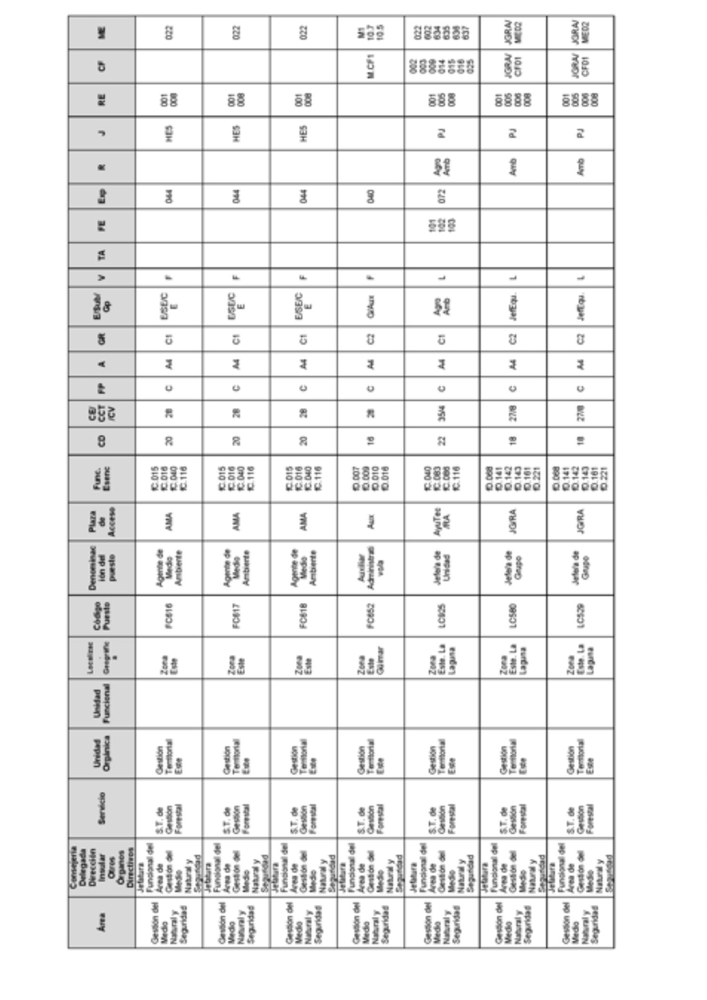 Área
Consejería
Delegada
Dirección
Insular
Otros
Órganos
Directivos
Servicio
Unidad
Orgánica
Unidad
Funcional
Localizac
.
Geográfic
a
Código
Puesto
Denominac
ión del
puesto
Plaza
de
Acceso
Func.
Esenc
CD
CE/
CCT
/CV
FP
A
GR
E/Sub/
Gp
V
TA
FE
Exp
R
J
RE
CF
ME
Gestión del
Medio
Natural y
Seguridad
Jefatura
Funcional del
Área de
Gestión del
Medio
Natural y
Seguridad
S.T. de
Gestión
Forestal
Gestión
Territorial
Este
Zona
Este
FC616
Agente de
Medio
Ambiente
AMA
fC.015
fC.016
fC.040
fC.116
20
28
C
A4
C1
E/SE/C
E
F
044
HE5
001
008
022
Gestión del
Medio
Natural y
Seguridad
Jefatura
Funcional del
Área de
Gestión del
Medio
Natural y
Seguridad
S.T. de
Gestión
Forestal
Gestión
Territorial
Este
Zona
Este
FC617
Agente de
Medio
Ambiente
AMA
fC.015
fC.016
fC.040
fC.116
20
28
C
A4
C1
E/SE/C
E
F
044
HE5
001
008
022
Gestión del
Medio
Natural y
Seguridad
Jefatura
Funcional del
Área de
Gestión del
Medio
Natural y
Seguridad
S.T. de
Gestión
Forestal
Gestión
Territorial
Este
Zona
Este
FC618
Agente de
Medio
Ambiente
AMA
fC.015
fC.016
fC.040
fC.116
20
28
C
A4
C1
E/SE/C
E
F
044
HE5
001
008
022
Gestión del
Medio
Natural y
Seguridad
Jefatura
Funcional del
Área de
Gestión del
Medio
Natural y
Seguridad
S.T. de
Gestión
Forestal
Gestión
Territorial
Este
Zona
Este
Güimar
FC652
Auxiliar
Administrati
vo/a
Aux
fD.007
fD.009
fD.010
fD.016
16
28
C
A4
C2
G/Aux
F
040
M.CF1
M1
10.7
10.5
Gestión del
Medio
Natural y
Seguridad
Jefatura
Funcional del
Área de
Gestión del
Medio
Natural y
Seguridad
S.T. de
Gestión
Forestal
Gestión
Territorial
Este
Zona
Este. La
Laguna
LC925
Jefe/a de
Unidad
AyuTec
/RA
fC.040
fC.083
fC.086
fC.116
22
35/4
C
A4
C1
Agro
Amb
L
101
102
103
072
Agro
Amb
PJ
001
005
008
002
003
009
014
015
016
025
022
602
634
635
636
637
Gestión del
Medio
Natural y
Seguridad
Jefatura
Funcional del
Área de
Gestión del
Medio
Natural y
Seguridad
S.T. de
Gestión
Forestal
Gestión
Territorial
Este
Zona
Este. La
Laguna
LC580
Jefe/a de
Grupo
JG/RA
fD.068
fD.141
fD.142
fD.143
fD.161
fD.221
18
27/8
C
A4
C2
JefEqu.
L
Amb
PJ
001
005
006
008
JGRA/
CF01
JGRA/
ME02
Gestión del
Medio
Natural y
Seguridad
Jefatura
Funcional del
Área de
Gestión del
Medio
Natural y
Seguridad
S.T. de
Gestión
Forestal
Gestión
Territorial
Este
Zona
Este. La
Laguna
LC529
Jefe/a de
Grupo
JG/RA
fD.068
fD.141
fD.142
fD.143
fD.161
fD.221
18
27/8
C
A4
C2
JefEqu.
L
Amb
PJ
001
005
006
008
JGRA/
CF01
JGRA/
ME02